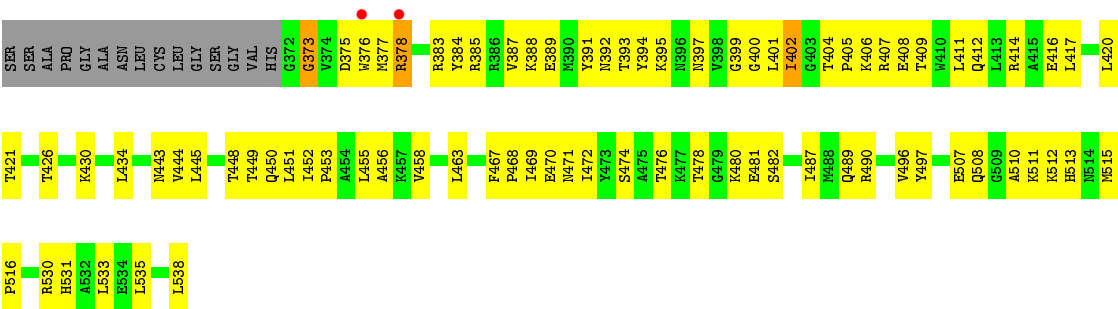 SER SER ALA PRO GLY ALA ASN LEU CYS LEU GLY SER GLY VAL HIS G372 G373 V374 D375 W376 M377 R378 R383 Y384 R385 R386 V387 K388 E389 M390 Y391 N392 T393 Y394 K395 N396 N397 V398 G399 G400 L401 I402 G403 T404 P405 K406 R407 E408 T409 W410 L411 Q412 L413 R414 A415 E416 L417 L420
T421 T426 K430 L434 N443 V444 L445 T448 T449 Q450 L451 I452 P453 A454 L455 A456 K457 V458 L463 F467 P468 I469 E470 N471 I472 Y473 S474 A475 T476 K477 T478 G479 K480 E481 S482 I487 M488 Q489 R490 V496 Y497 E507 Q508 G509 A510 K511 K512 H513 N514 M515
P516 R530 H531 A532 L533 E534 L535 L538